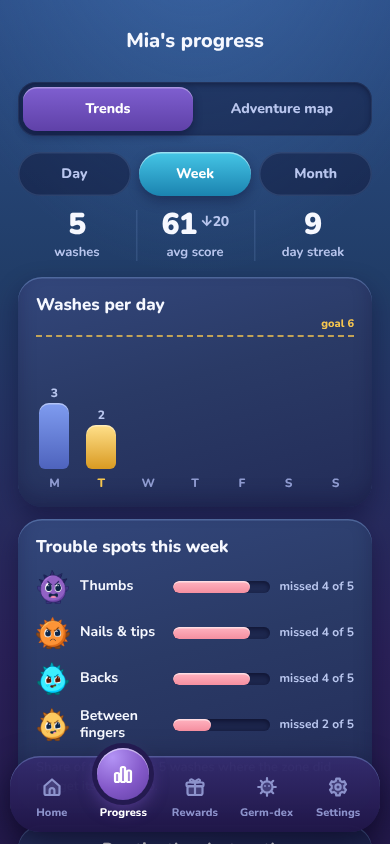 Mia's progress
Trends
Adventure map
Day
Week
Month
5
61 ↓20
9
washes
avg score
day streak
Washes per day
goal 6
3
2
M T W T F S S
Trouble spots this week
Thumbs
missed 4 of 5
Nails & tips
missed 4 of 5
Backs
missed 4 of 5
Between
fingers
missed 2 of 5
Home
Progress
Rewards
Germ-dex
Settings